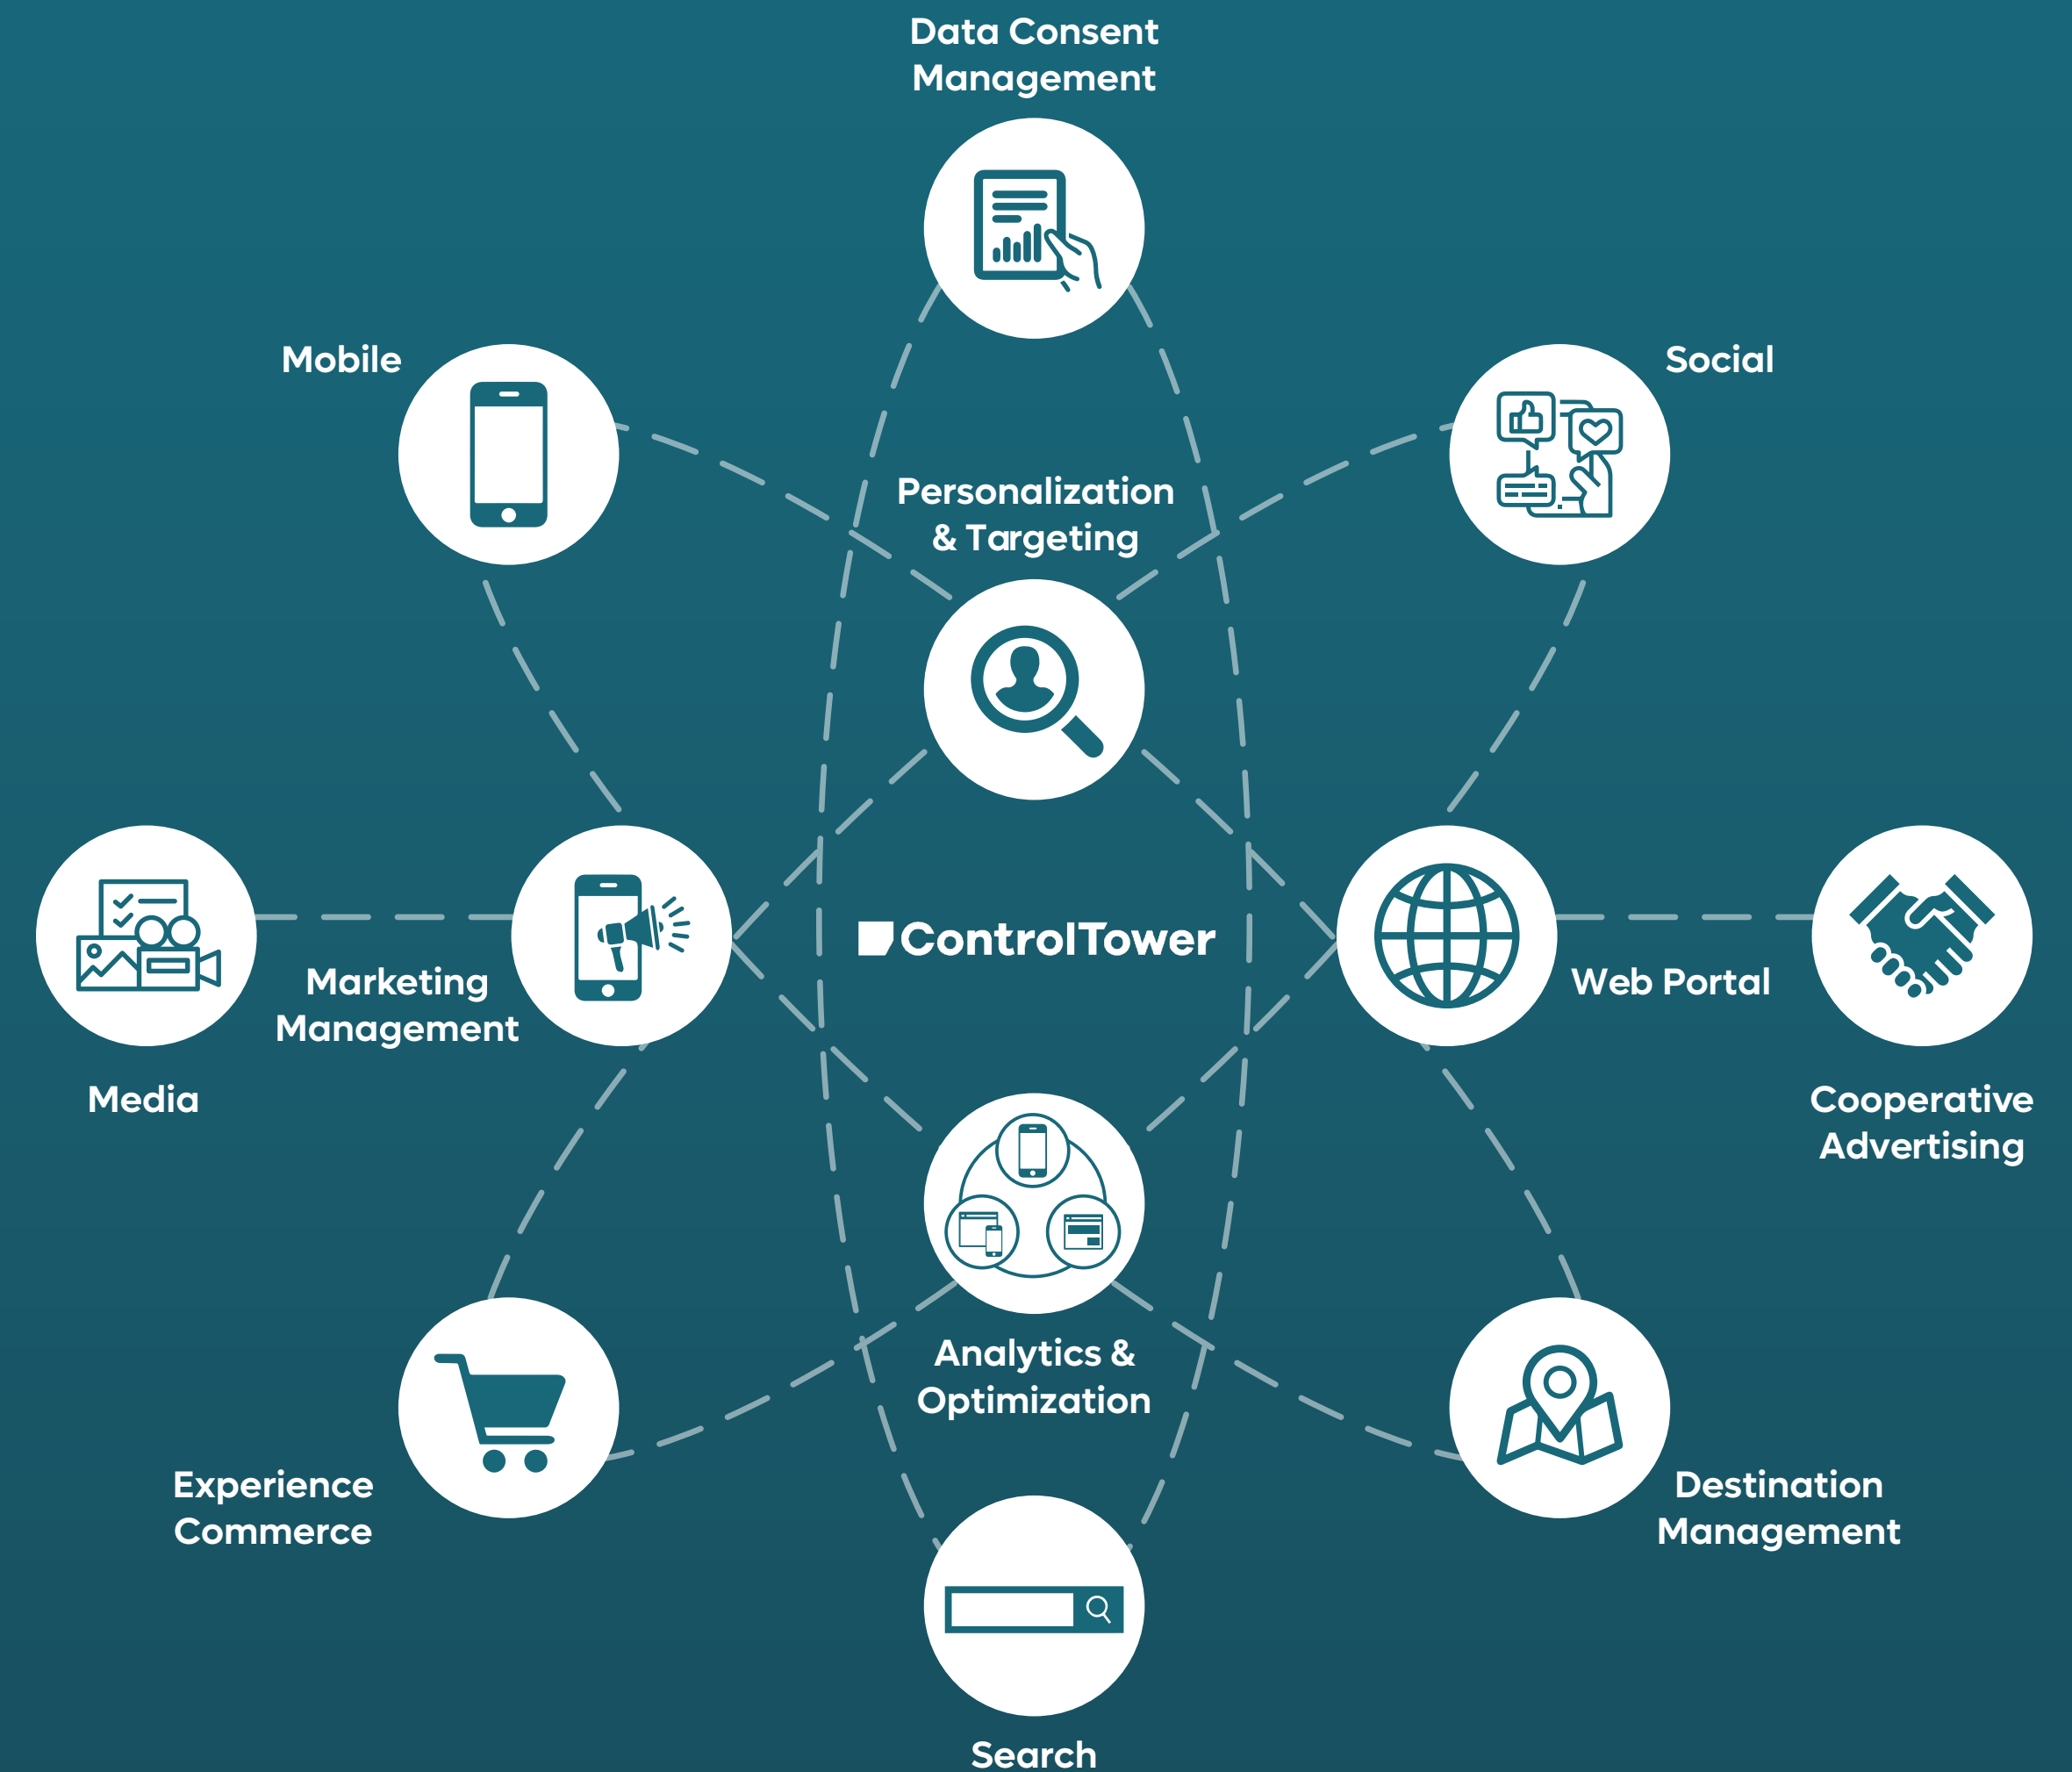 Data Consent
Management
Mobile
Social
Personalization
& Targeting
ControlTower
Marketing
Management
Web Portal
Media
Cooperative
Advertising
Analytics &
Optimization
Experience
Commerce
Destination
Management
Search